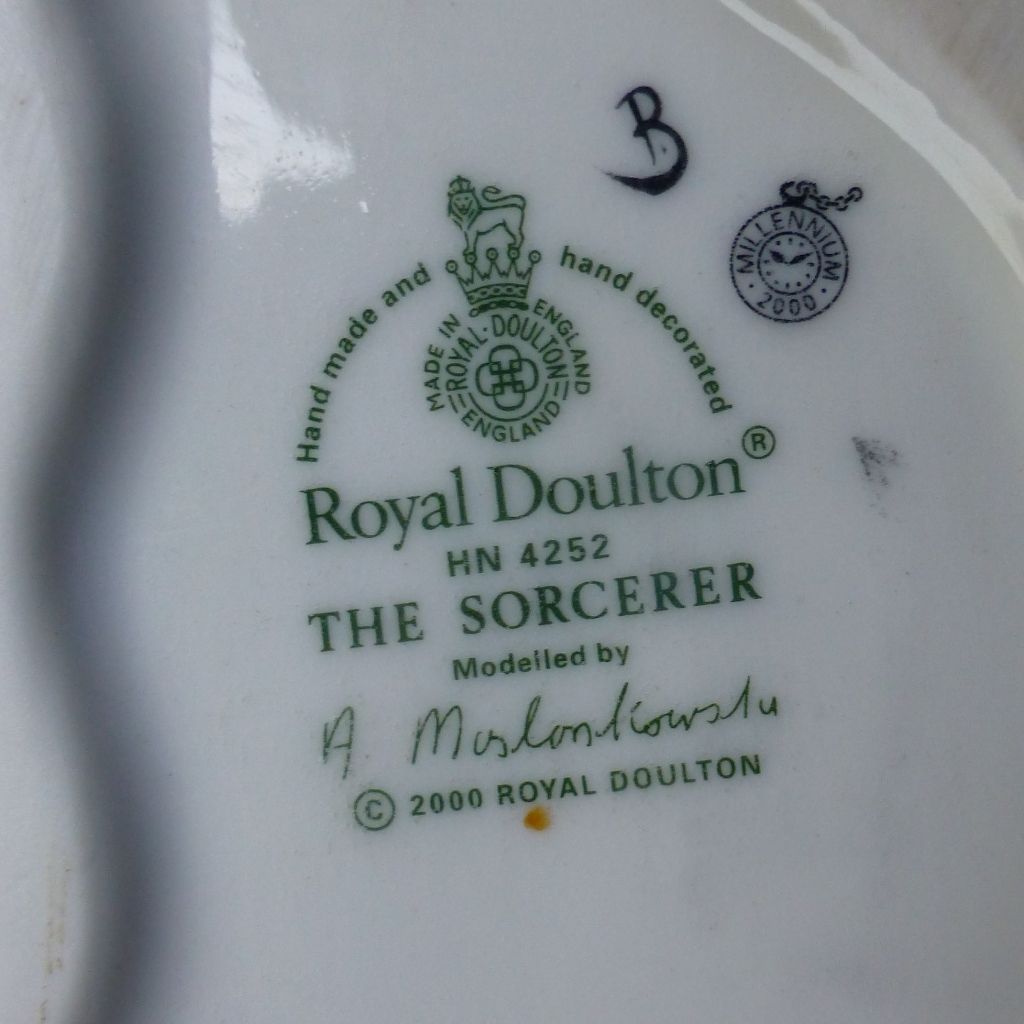 B
MILLENNIUM
2000
Hand made and hand decorated
MADE IN ENGLAND
ROYAL·DOULTON
ENGLAND
Royal Doulton®
HN 4252
THE SORCERER
Modelled by
A. Maslankowski
© 2000 ROYAL DOULTON